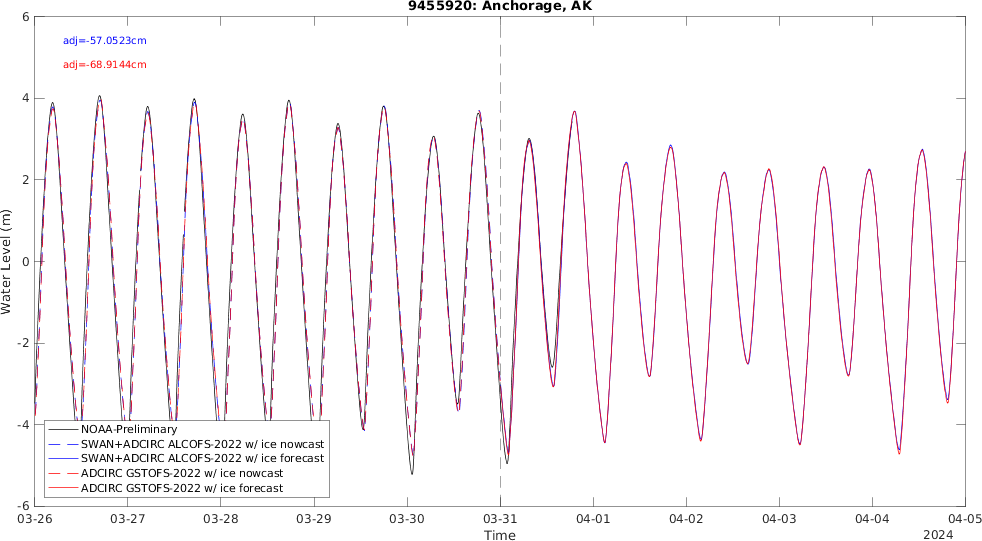 9455920: Anchorage, AK
6
adj=-57.0523cm
adj=-68.9144cm
4
2
0
-2
-4
-6
Water Level (m)
NOAA-Preliminary
SWAN+ADCIRC ALCOFS-2022 w/ ice nowcast
SWAN+ADCIRC ALCOFS-2022 w/ ice forecast
ADCIRC GSTOFS-2022 w/ ice nowcast
ADCIRC GSTOFS-2022 w/ ice forecast
03-26 03-27 03-28 03-29 03-30 03-31 04-01 04-02 04-03 04-04 04-05
Time
2024